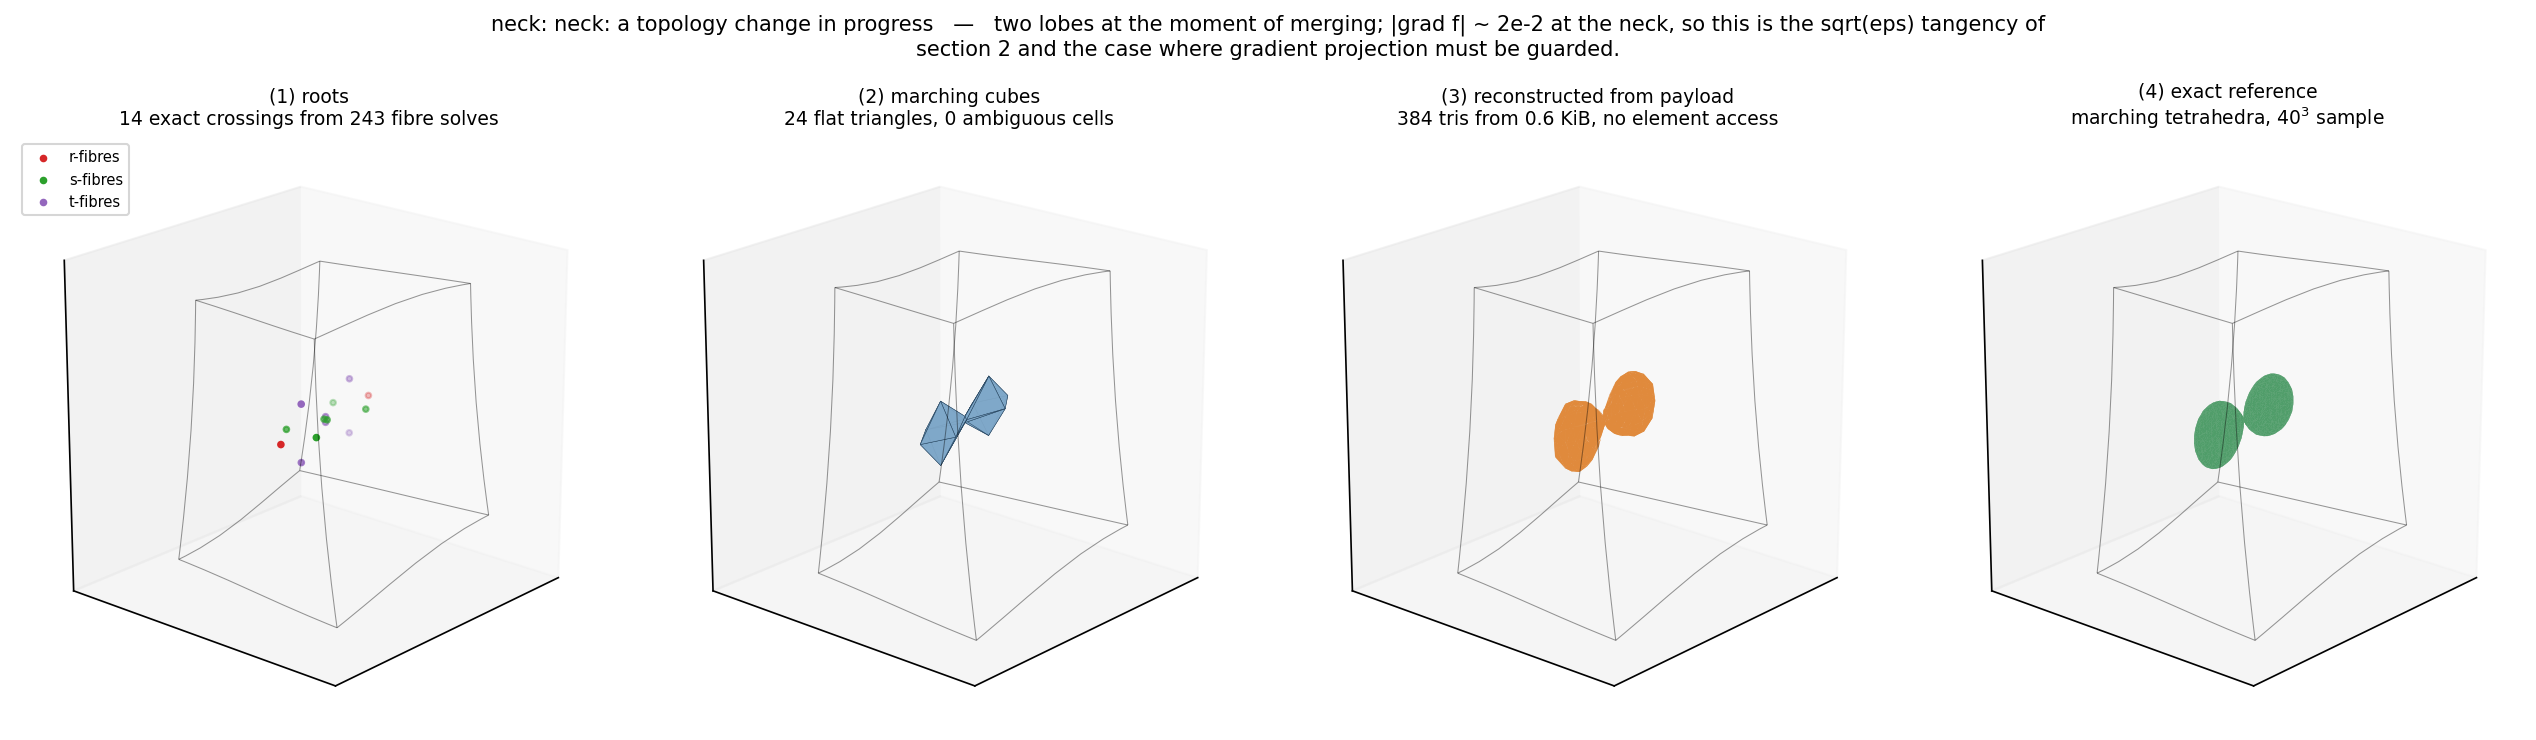 neck: neck: a topology change in progress — two lobes at the moment of merging; |grad f| ~ 2e-2 at the neck, so this is the sqrt(eps) tangency of
section 2 and the case where gradient projection must be guarded.
(1) roots
14 exact crossings from 243 fibre solves
r-fibres
s-fibres
t-fibres
(2) marching cubes
24 flat triangles, 0 ambiguous cells
(3) reconstructed from payload
384 tris from 0.6 KiB, no element access
(4) exact reference
marching tetrahedra, 40³ sample